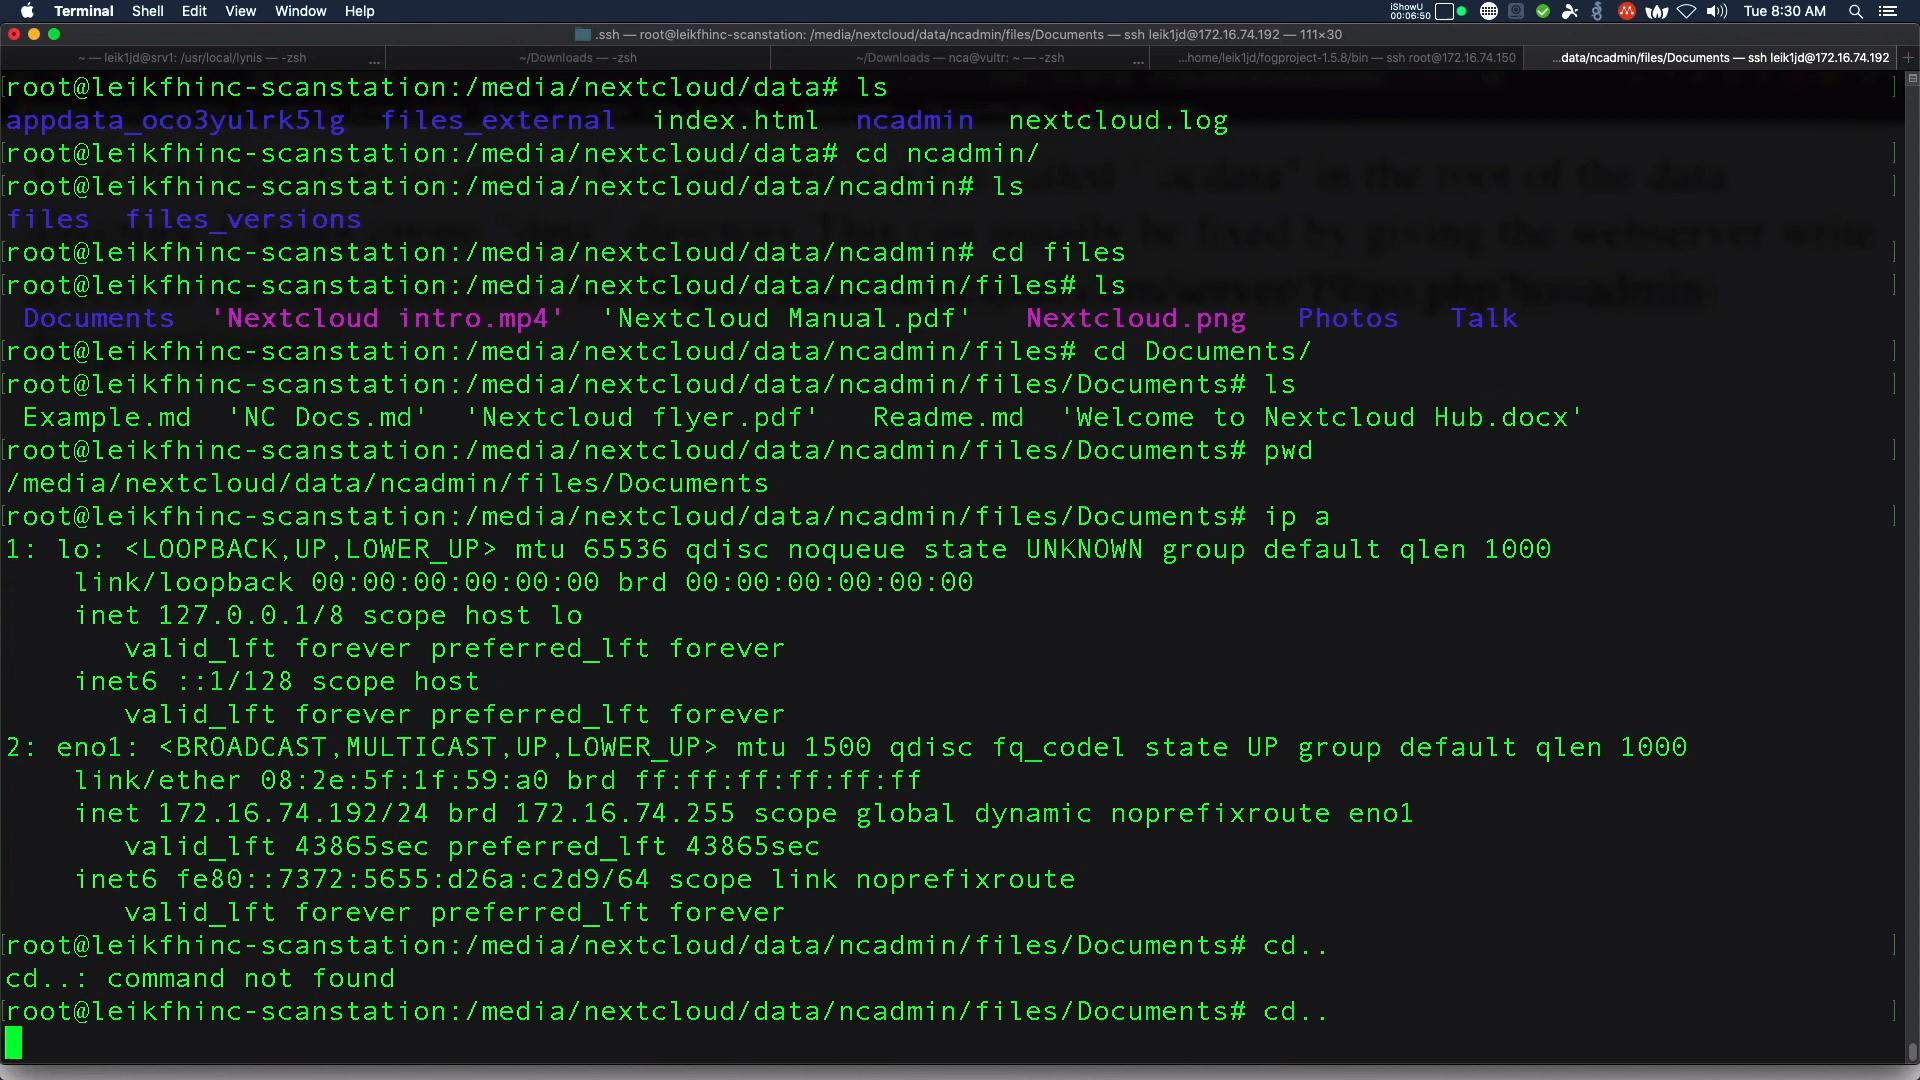 Terminal Shell Edit View Window Help iShowU 00:06:50 Tue 8:30 AM
.ssh — root@leikfhinc-scanstation: /media/nextcloud/data/ncadmin/files/Documents — ssh leik1jd@172.16.74.192 — 111×30
~ — leik1jd@srv1: /usr/local/lynis — -zsh ... ~/Downloads — -zsh ~/Downloads — nca@vultr: ~ — -zsh ... ...home/leik1jd/fogproject-1.5.8/bin — ssh root@172.16.74.150 ...data/ncadmin/files/Documents — ssh leik1jd@172.16.74.192
root@leikfhinc-scanstation:/media/nextcloud/data# ls
appdata_oco3yulrk5lg files_external index.html ncadmin nextcloud.log
root@leikfhinc-scanstation:/media/nextcloud/data# cd ncadmin/
root@leikfhinc-scanstation:/media/nextcloud/data/ncadmin# ls
files files_versions
root@leikfhinc-scanstation:/media/nextcloud/data/ncadmin# cd files
root@leikfhinc-scanstation:/media/nextcloud/data/ncadmin/files# ls
Documents 'Nextcloud intro.mp4' 'Nextcloud Manual.pdf' Nextcloud.png Photos Talk
root@leikfhinc-scanstation:/media/nextcloud/data/ncadmin/files# cd Documents/
root@leikfhinc-scanstation:/media/nextcloud/data/ncadmin/files/Documents# ls
Example.md 'NC Docs.md' 'Nextcloud flyer.pdf' Readme.md 'Welcome to Nextcloud Hub.docx'
root@leikfhinc-scanstation:/media/nextcloud/data/ncadmin/files/Documents# pwd
/media/nextcloud/data/ncadmin/files/Documents
root@leikfhinc-scanstation:/media/nextcloud/data/ncadmin/files/Documents# ip a
1: lo: <LOOPBACK,UP,LOWER_UP> mtu 65536 qdisc noqueue state UNKNOWN group default qlen 1000
link/loopback 00:00:00:00:00:00 brd 00:00:00:00:00:00
inet 127.0.0.1/8 scope host lo
valid_lft forever preferred_lft forever
inet6 ::1/128 scope host
valid_lft forever preferred_lft forever
2: eno1: <BROADCAST,MULTICAST,UP,LOWER_UP> mtu 1500 qdisc fq_codel state UP group default qlen 1000
link/ether 08:2e:5f:1f:59:a0 brd ff:ff:ff:ff:ff:ff
inet 172.16.74.192/24 brd 172.16.74.255 scope global dynamic noprefixroute eno1
valid_lft 43865sec preferred_lft 43865sec
inet6 fe80::7372:5655:d26a:c2d9/64 scope link noprefixroute
valid_lft forever preferred_lft forever
root@leikfhinc-scanstation:/media/nextcloud/data/ncadmin/files/Documents# cd..
cd..: command not found
root@leikfhinc-scanstation:/media/nextcloud/data/ncadmin/files/Documents# cd..